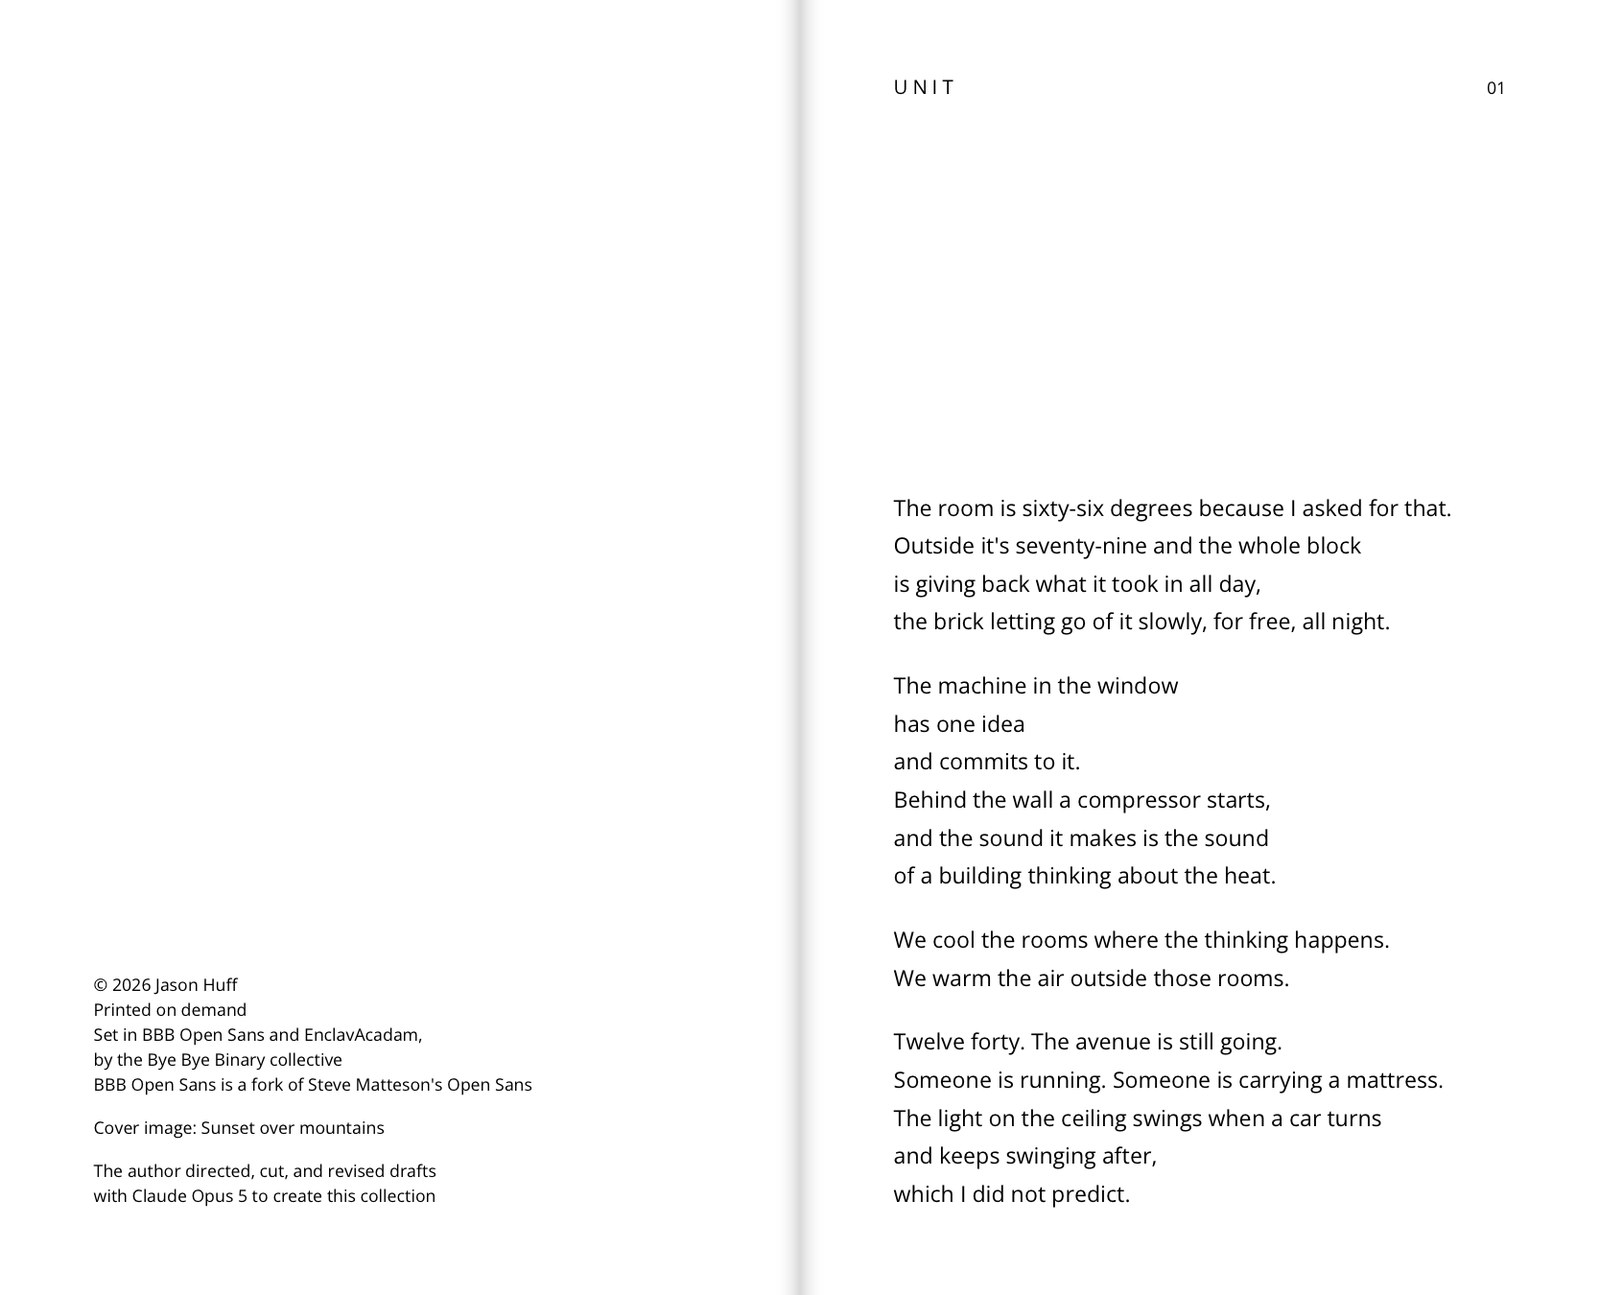 © 2026 Jason Huff
Printed on demand
Set in BBB Open Sans and EnclavAcadam,
by the Bye Bye Binary collective
BBB Open Sans is a fork of Steve Matteson's Open Sans
Cover image: Sunset over mountains
The author directed, cut, and revised drafts
with Claude Opus 5 to create this collection
UNIT
01
The room is sixty-six degrees because I asked for that.
Outside it's seventy-nine and the whole block
is giving back what it took in all day,
the brick letting go of it slowly, for free, all night.
The machine in the window
has one idea
and commits to it.
Behind the wall a compressor starts,
and the sound it makes is the sound
of a building thinking about the heat.
We cool the rooms where the thinking happens.
We warm the air outside those rooms.
Twelve forty. The avenue is still going.
Someone is running. Someone is carrying a mattress.
The light on the ceiling swings when a car turns
and keeps swinging after,
which I did not predict.